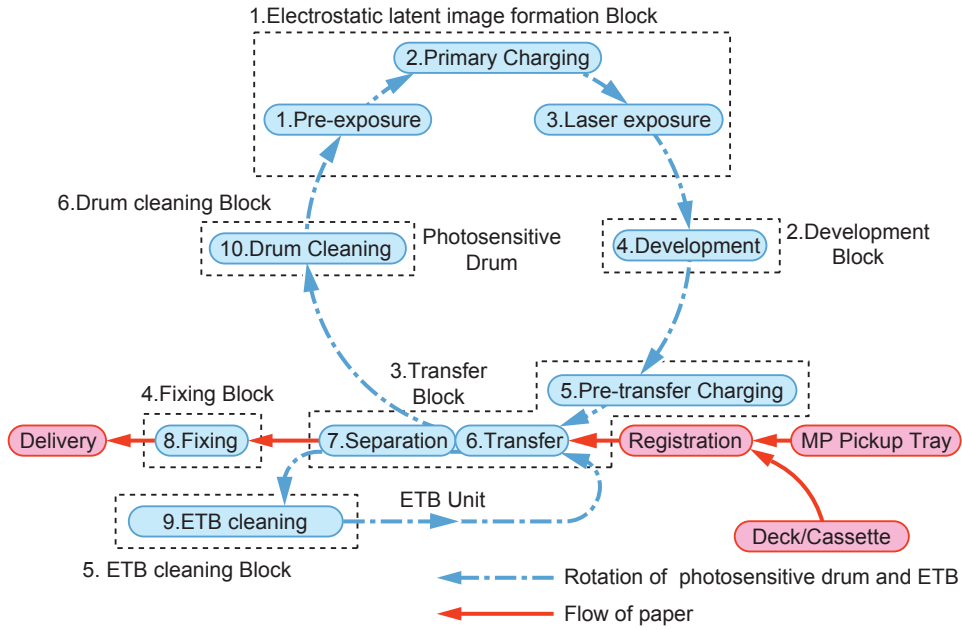 1.Electrostatic latent image formation Block
2.Primary Charging
1.Pre-exposure
3.Laser exposure
6.Drum cleaning Block
10.Drum Cleaning
Photosensitive
Drum
4.Development
2.Development
Block
3.Transfer
Block
5.Pre-transfer Charging
4.Fixing Block
Delivery
8.Fixing
7.Separation
6.Transfer
Registration
MP Pickup Tray
ETB Unit
9.ETB cleaning
Deck/Cassette
5. ETB cleaning Block
Rotation of  photosensitive drum and ETB
Flow of paper